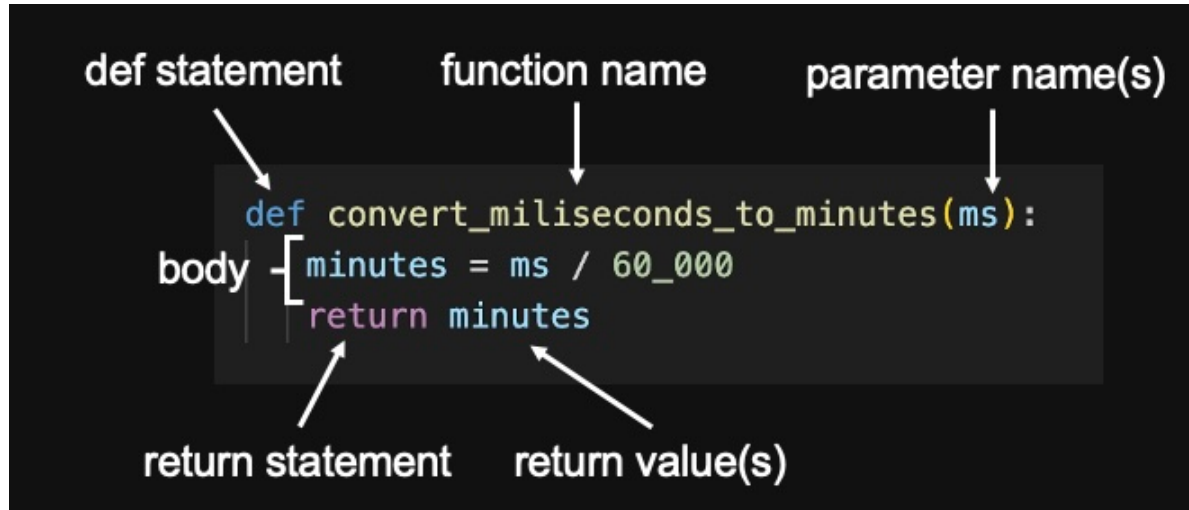 def statement
function name
parameter name(s)
def convert_miliseconds_to_minutes(ms):
body
minutes = ms / 60_000
return minutes
return statement
return value(s)